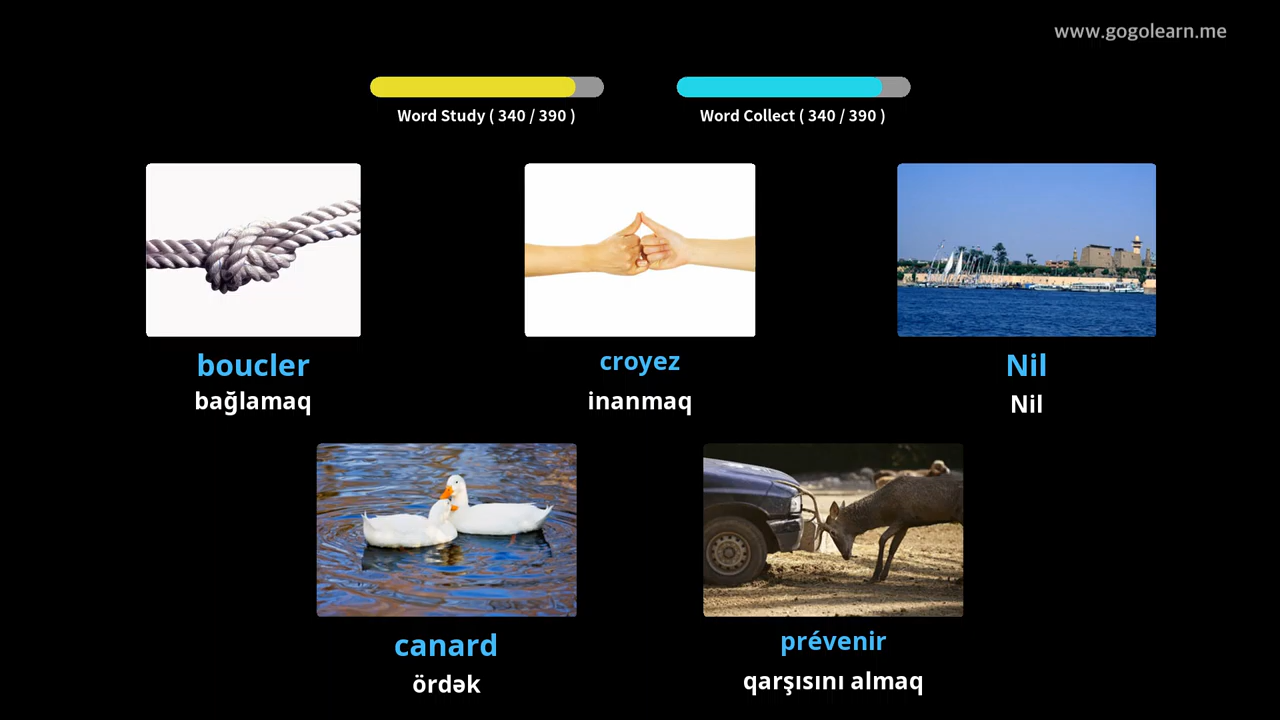 www.gogolearn.me
Word Study ( 340 / 390 )
Word Collect ( 340 / 390 )
boucler
bağlamaq
croyez
inanmaq
Nil
Nil
canard
ördək
prévenir
qarşısını almaq